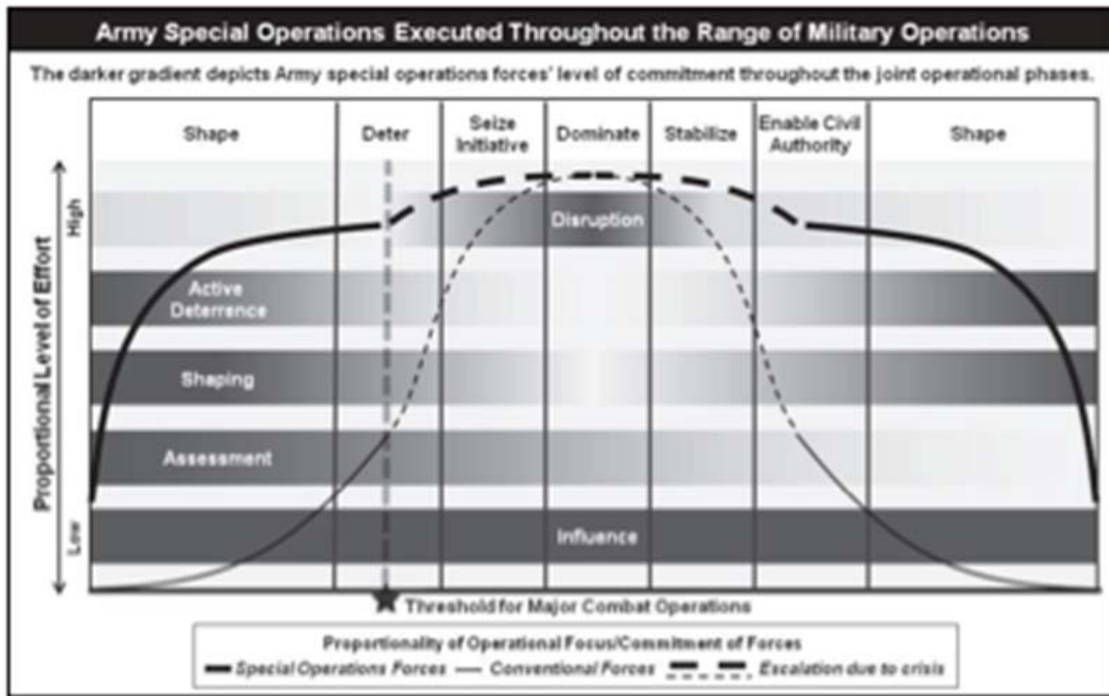 Army Special Operations Executed Throughout the Range of Military Operations
The darker gradient depicts Army special operations forces' level of commitment throughout the joint operational phases.
Shape
Deter
Seize
Initiative
Dominate
Stabilize
Enable Civil
Authority
Shape
Proportional Level of Effort
High
Low
Disruption
Active
Deterrence
Shaping
Assessment
Influence
Threshold for Major Combat Operations
Proportionality of Operational Focus/Commitment of Forces
Special Operations Forces
Conventional Forces
Escalation due to crisis